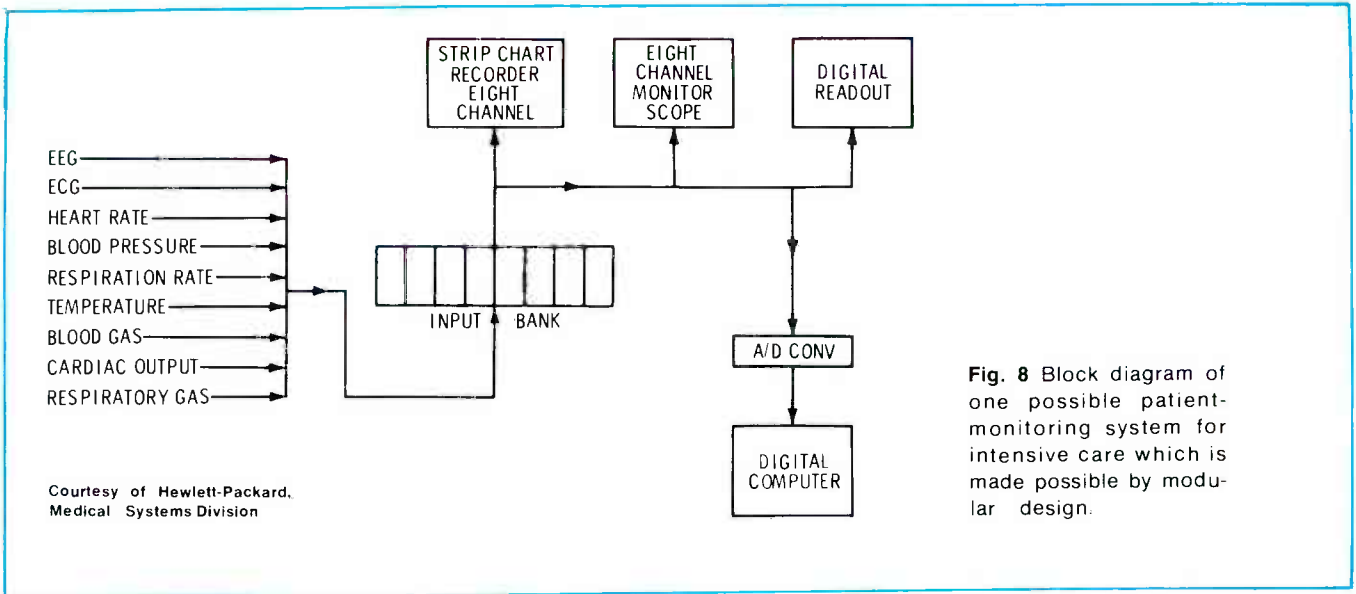 STRIP CHART
RECORDER
EIGHT
CHANNEL
EIGHT
CHANNEL
MONITOR
SCOPE
DIGITAL
READOUT
EEG
ECG
HEART RATE
BLOOD PRESSURE
RESPIRATION RATE
TEMPERATURE
BLOOD GAS
CARDIAC OUTPUT
RESPIRATORY GAS
INPUT BANK
A/D CONV
DIGITAL
COMPUTER
Courtesy of Hewlett-Packard,
Medical Systems Division
Fig. 8 Block diagram of
one possible patient-
monitoring system for
intensive care which is
made possible by modu-
lar design.